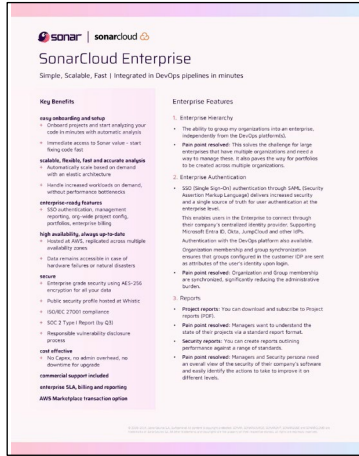 sonar | sonarcloud
SonarCloud Enterprise
Simple, Scalable, Fast | Integrated in DevOps pipelines in minutes
Key Benefits
easy onboarding and setup
Onboard projects and start analyzing your
code in minutes with automatic analysis
Immediate access to Sonar value - start
fixing code fast
scalable, flexible, fast and accurate analysis
Automatically scale based on demand
with an elastic architecture
Handle increased workloads on demand,
without performance bottlenecks
enterprise-ready features
SSO authentication, management
reporting, org-wide project config,
portfolios, enterprise billing
high availability, always up-to-date
Hosted at AWS, replicated across multiple
availability zones
Data remains accessible in case of
hardware failures or natural disasters
secure
Enterprise grade security using AES-256
encryption for all your data
Public security profile hosted at Whistic
ISO/IEC 27001 compliance
SOC 2 Type I Report (by Q3)
Responsible vulnerability disclosure
process
cost effective
No Capex, no admin overhead, no
downtime for upgrade
commercial support included
enterprise SLA, billing and reporting
AWS Marketplace transaction option
Enterprise Features
1. Enterprise Hierarchy
• The ability to group my organizations into an enterprise,
independently from the DevOps platform(s).
• Pain point resolved: This solves the challenge for large
enterprises that have multiple organizations and need a
way to manage these. It also paves the way for portfolios
to be created across multiple organizations.
2. Enterprise Authentication
• SSO (Single Sign-On) authentication through SAML (Security
Assertion Markup Language) delivers increased security
and a single source of truth for user authentication at the
enterprise level.
This enables users in the Enterprise to connect through
their company's centralized identity provider: Supporting
Microsoft Entra ID, Okta, JumpCloud and other IdPs.
Authentication with the DevOps platform also available.
Organization membership and group synchronization
ensures that groups configured in the customer IDP are sent
as attributes of the user's identity upon login.
• Pain point resolved: Organization and Group membership
are synchronized, significantly reducing the administrative
burden.
3. Reports
• Project reports: You can download and subscribe to Project
reports (PDF).
• Pain point resolved: Managers want to understand the
state of their projects via a standard report format.
• Security reports: You can create reports outlining
performance against a range of standards.
• Pain point resolved: Managers and Security persona need
an overall view of the security of their company's software
and easily identify the actions to take to improve it on
different levels.